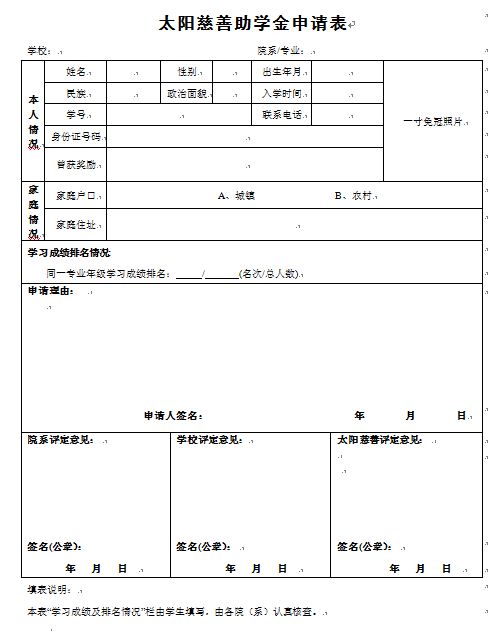 太阳慈善助学金申请表
学校： 院系/专业：
本人情况
姓名 性别 出生年月
民族 政治面貌 入学时间
一寸免冠照片
学号 联系电话
身份证号码
曾获奖励
家庭情况
家庭户口 A、城镇 B、农村
家庭住址
学习成绩排名情况:
同一专业年级学习成绩排名：_____/_______(名次/总人数)
申请理由：
申请人签名： 年 月 日
院系评定意见： 学校评定意见： 太阳慈善评定意见：
签名(公章)： 签名(公章)： 签名(公章)：
年 月 日 年 月 日 年 月 日
填表说明：
本表“学习成绩及排名情况”栏由学生填写，由各院（系）认真核查。